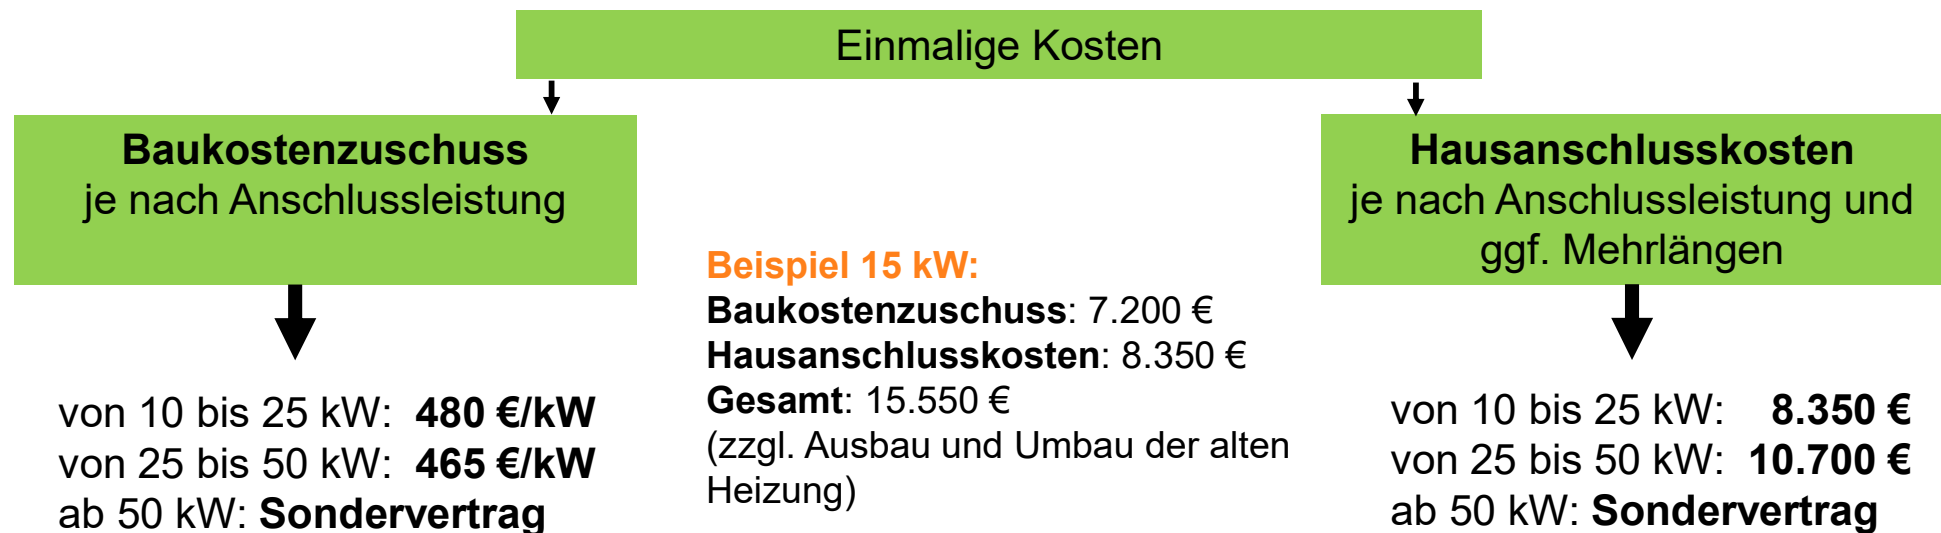 Einmalige Kosten
Baukostenzuschuss
je nach Anschlussleistung
von 10 bis 25 kW: 480 €/kW
von 25 bis 50 kW: 465 €/kW
ab 50 kW: Sondervertrag
Beispiel 15 kW:
Baukostenzuschuss: 7.200 €
Hausanschlusskosten: 8.350 €
Gesamt: 15.550 €
(zzgl. Ausbau und Umbau der alten
Heizung)
Hausanschlusskosten
je nach Anschlussleistung und
ggf. Mehrlängen
von 10 bis 25 kW: 8.350 €
von 25 bis 50 kW: 10.700 €
ab 50 kW: Sondervertrag